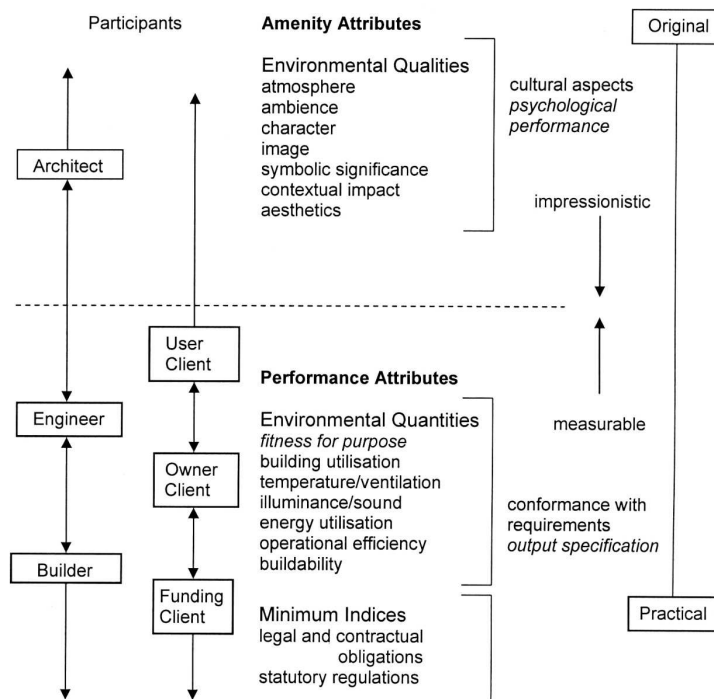 Participants
Amenity Attributes
Original
Environmental Qualities
atmosphere
ambience
character
image
symbolic significance
contextual impact
aesthetics
cultural aspects
psychological
performance
Architect
impressionistic
User
Client
Performance Attributes
Engineer
Environmental Quantities
fitness for purpose
building utilisation
temperature/ventilation
illuminance/sound
energy utilisation
operational efficiency
buildability
measurable
Owner
Client
conformance with
requirements
output specification
Builder
Funding
Client
Minimum Indices
legal and contractual
obligations
statutory regulations
Practical